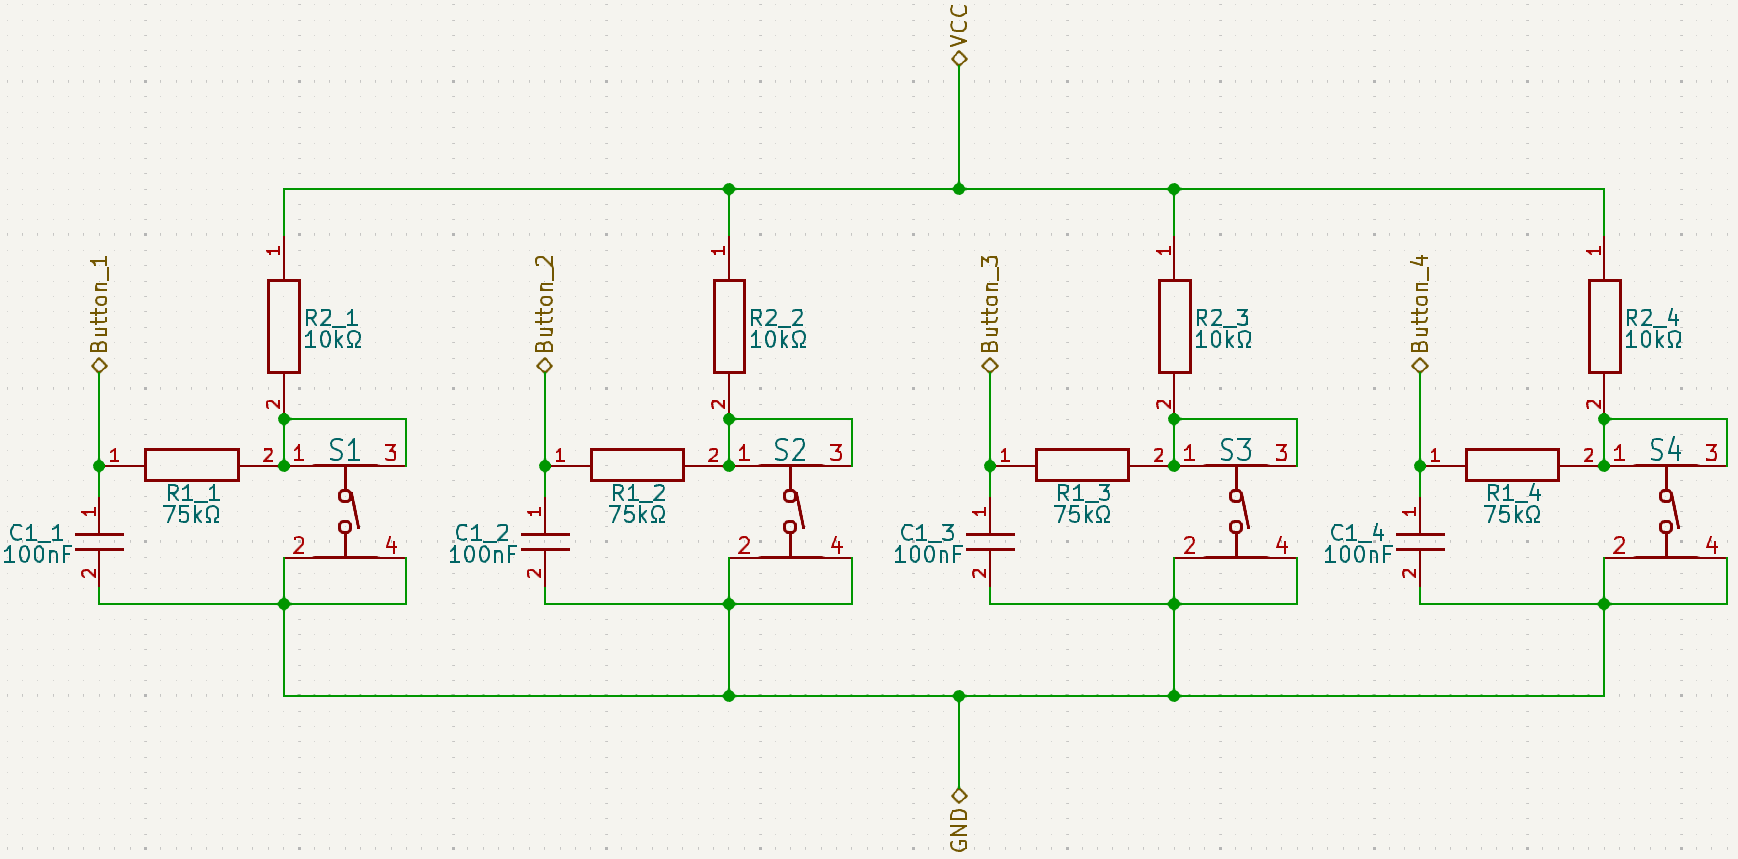 VCC
Button_1
1
R2_1
10kΩ
2
1
R1_1
75kΩ
2
1
S1
3
2
4
C1_1
100nF
1
2
Button_2
1
R2_2
10kΩ
2
1
R1_2
75kΩ
2
1
S2
3
2
4
C1_2
100nF
1
2
Button_3
1
R2_3
10kΩ
2
1
R1_3
75kΩ
2
1
S3
3
2
4
C1_3
100nF
1
2
Button_4
1
R2_4
10kΩ
2
1
R1_4
75kΩ
2
1
S4
3
2
4
C1_4
100nF
1
2
GND